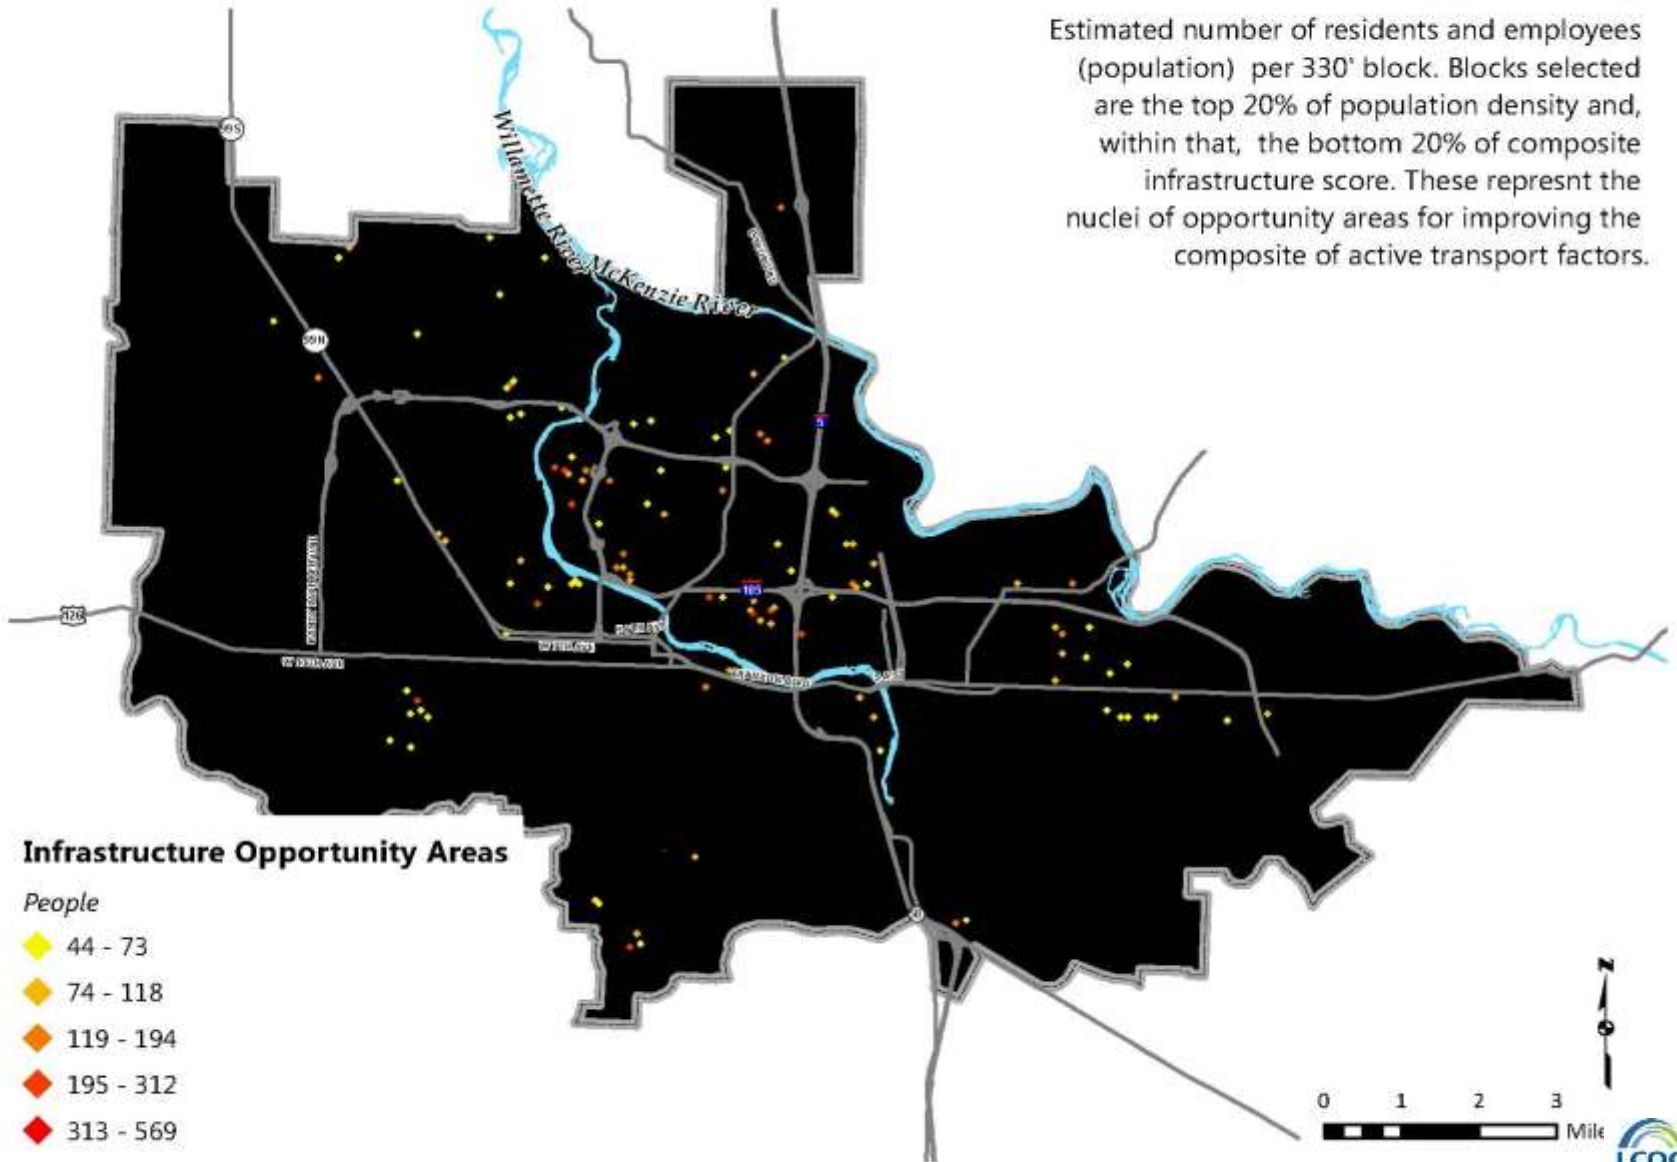 Estimated number of residents and employees
(population) per 330' block. Blocks selected
are the top 20% of population density and,
within that, the bottom 20% of composite
infrastructure score. These represnt the
nuclei of opportunity areas for improving the
composite of active transport factors.
Willamette River
McKenzie River
99N
5
105
126
Infrastructure Opportunity Areas
People
44 - 73
74 - 118
119 - 194
195 - 312
313 - 569
N
0 1 2 3
Mile
LCOG